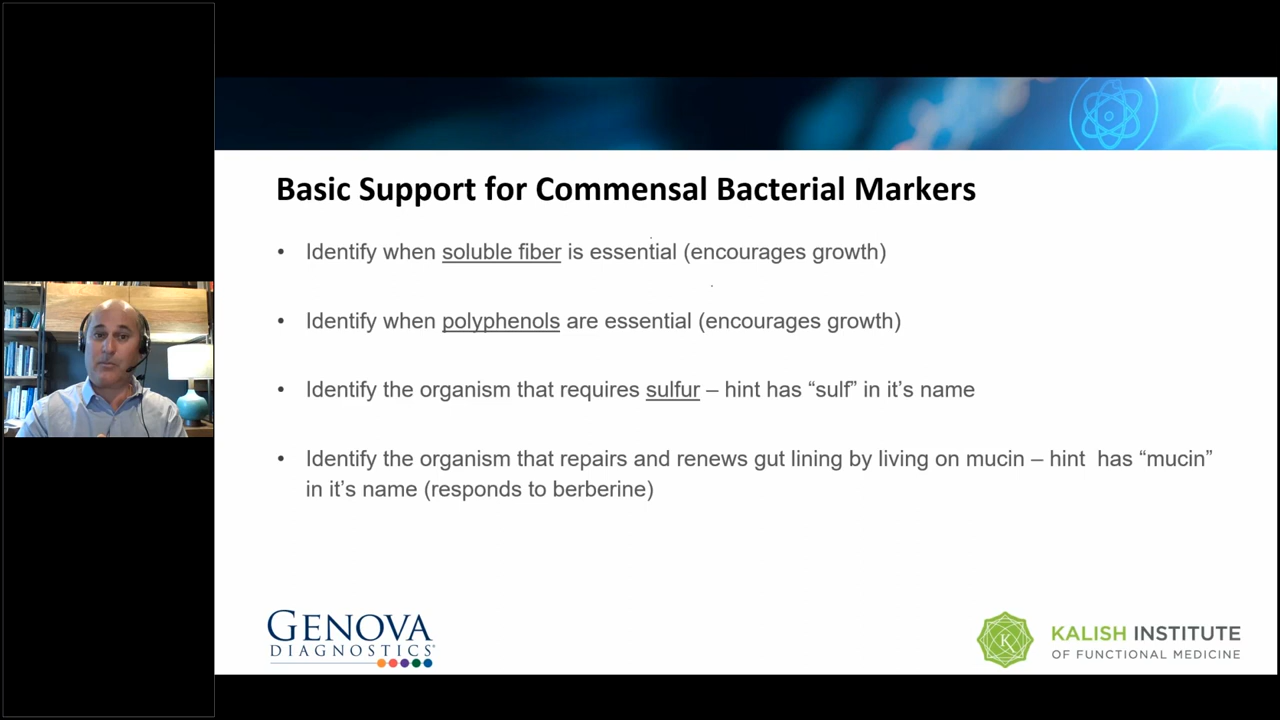 Basic Support for Commensal Bacterial Markers
• Identify when soluble fiber is essential (encourages growth)
• Identify when polyphenols are essential (encourages growth)
• Identify the organism that requires sulfur – hint has “sulf” in it’s name
• Identify the organism that repairs and renews gut lining by living on mucin – hint  has “mucin”
in it’s name (responds to berberine)
GENOVA
DIAGNOSTICS
K
KALISH INSTITUTE
OF FUNCTIONAL MEDICINE